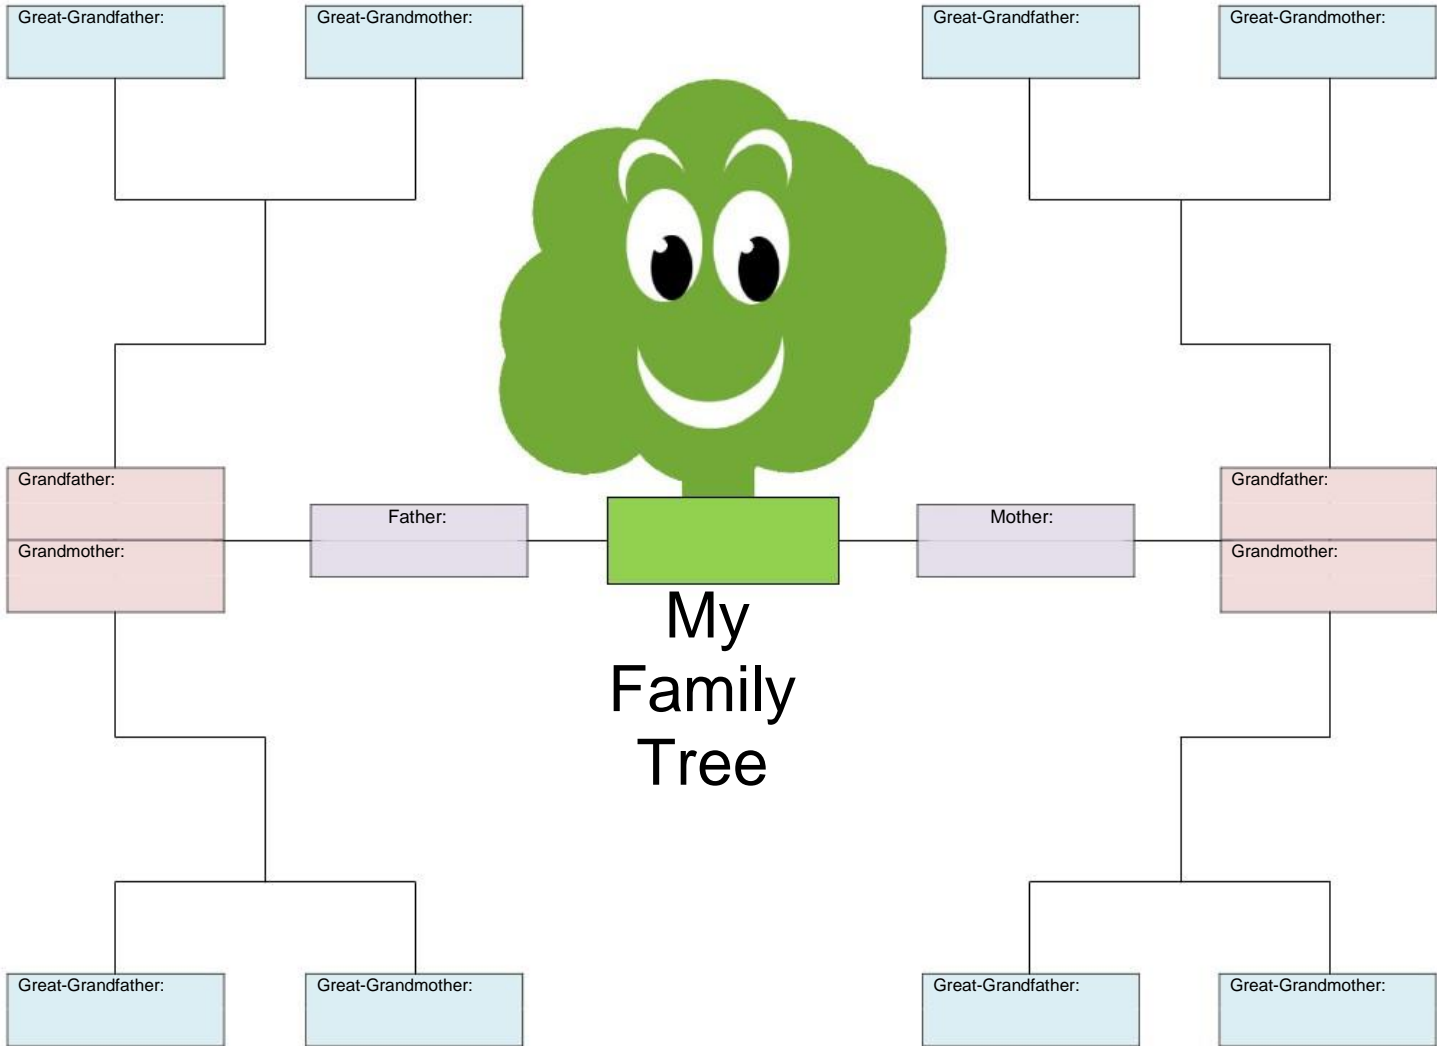 Great-Grandfather:
Great-Grandmother:
Great-Grandfather:
Great-Grandmother:
Grandfather:
Grandmother:
Father:
Mother:
Grandfather:
Grandmother:
My
Family
Tree
Great-Grandfather:
Great-Grandmother:
Great-Grandfather:
Great-Grandmother: